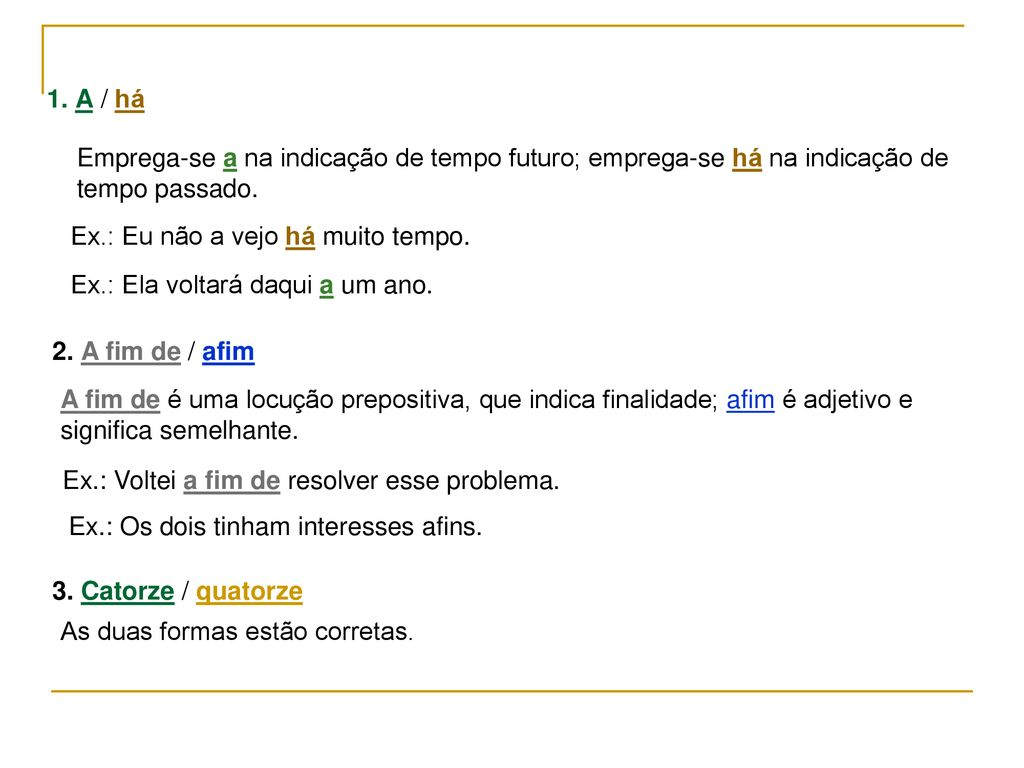 1. A / há
Emprega-se a na indicação de tempo futuro; emprega-se há na indicação de
tempo passado.
Ex.: Eu não a vejo há muito tempo.
Ex.: Ela voltará daqui a um ano.
2. A fim de / afim
A fim de é uma locução prepositiva, que indica finalidade; afim é adjetivo e
significa semelhante.
Ex.: Voltei a fim de resolver esse problema.
Ex.: Os dois tinham interesses afins.
3. Catorze / quatorze
As duas formas estão corretas.